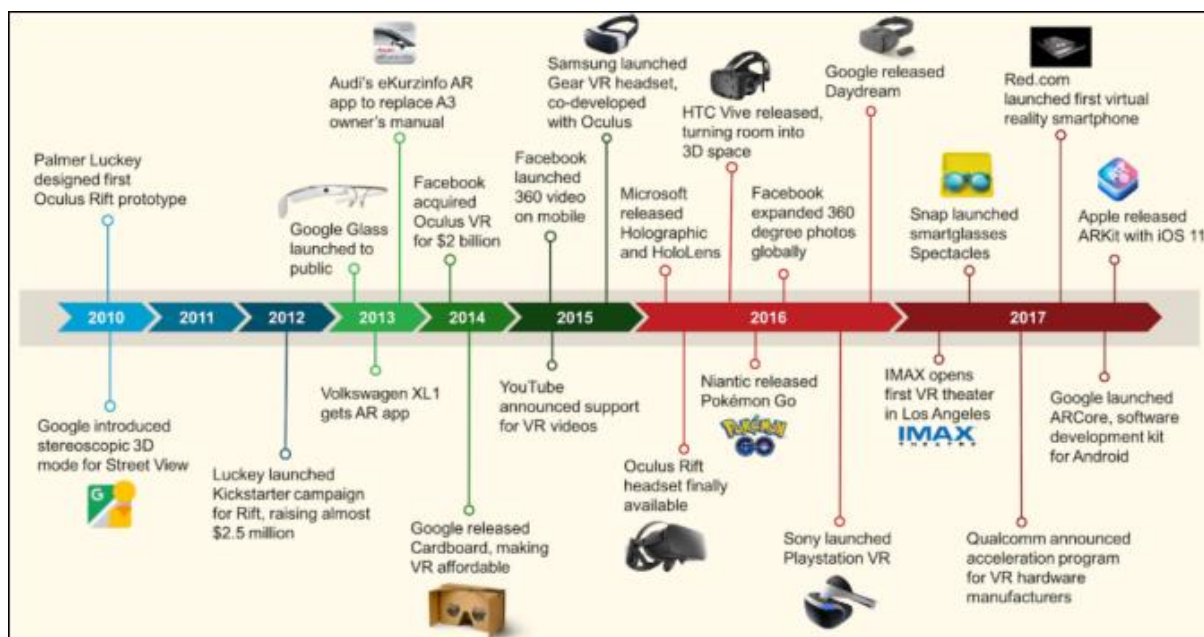 Audi's eKurzinfo AR
app to replace A3
owner's manual
Samsung launched
Gear VR headset,
co-developed
with Oculus
HTC Vive released,
turning room into
3D space
Google released
Daydream
Red.com
launched first virtual
reality smartphone
Palmer Luckey
designed first
Oculus Rift prototype
Google Glass
launched to
public
Facebook
acquired
Oculus VR
for $2 billion
Facebook
launched
360 video
on mobile
Microsoft
released
Holographic
and HoloLens
Facebook
expanded 360
degree photos
globally
Snap launched
smartglasses
Spectacles
Apple released
ARKit with iOS 11
2010
2011
2012
2013
2014
2015
2016
2017
Google introduced
stereoscopic 3D
mode for Street View
G
Luckey launched
Kickstarter campaign
for Rift, raising almost
$2.5 million
Volkswagen XL1
gets AR app
Google released
Cardboard, making
VR affordable
YouTube
announced support
for VR videos
Oculus Rift
headset finally
available
Niantic released
Pokémon Go
POKÉMON
GO
Sony launched
Playstation VR
IMAX opens
first VR theater
in Los Angeles
IMAX
THEATRE
Qualcomm announced
acceleration program
for VR hardware
manufacturers
Google launched
ARCore, software
development kit
for Android